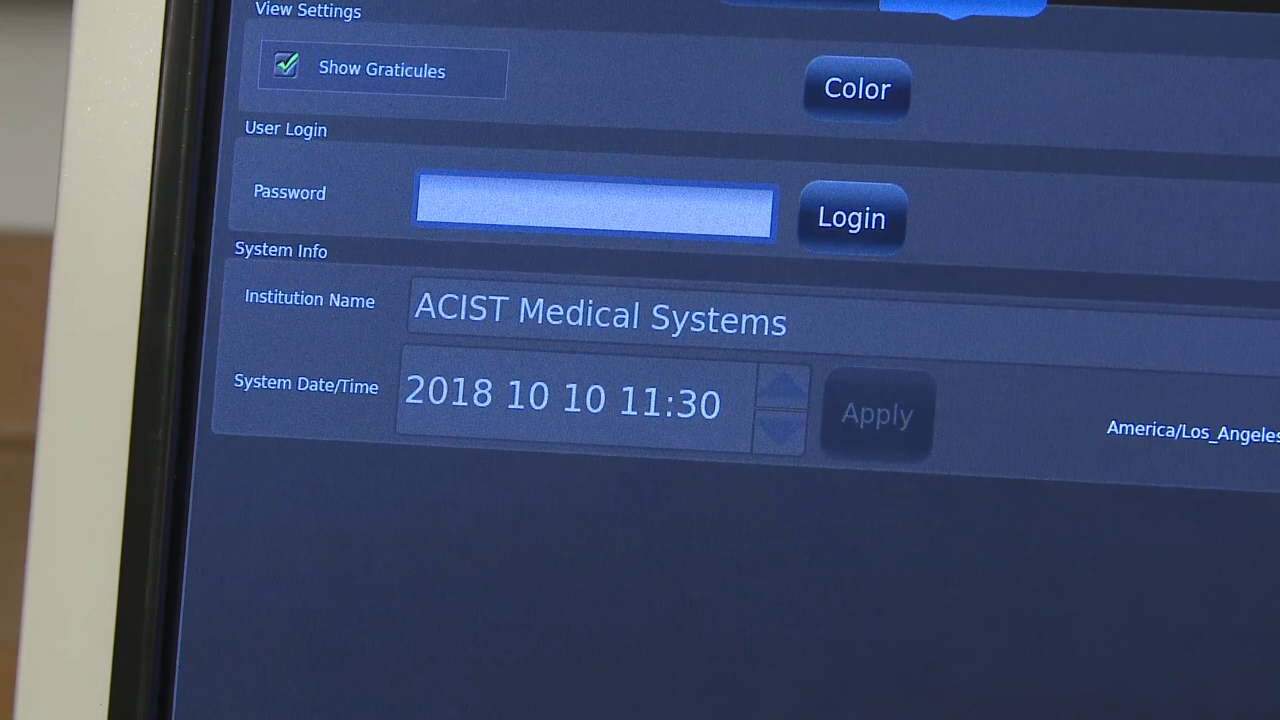 View Settings
Show Graticules
Color
User Login
Password
Login
System Info
Institution Name
ACIST Medical Systems
System Date/Time
2018 10 10 11:30
Apply
America/Los_Angeles